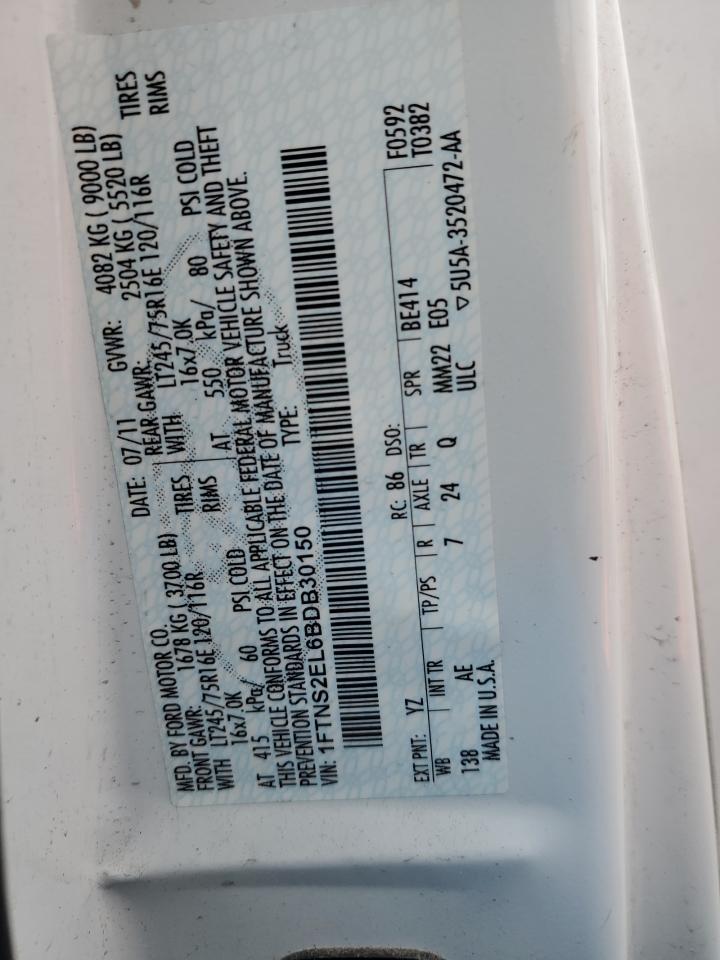 MFD. BY FORD MOTOR CO. DATE: 07/11 GVWR: 4082 KG ( 9000 LB)
FRONT GAWR: 1678 KG ( 3700 LB) REAR GAWR: 2504 KG ( 5520 LB)
WITH LT245/75R16E 120/116R TIRES WITH LT245/75R16E 120/116R TIRES
16x7.0K RIMS 16x7.0K RIMS
AT 415 kPa/ 60 PSI COLD AT 550 kPa/ 80 PSI COLD
THIS VEHICLE CONFORMS TO ALL APPLICABLE FEDERAL MOTOR VEHICLE SAFETY AND THEFT
PREVENTION STANDARDS IN EFFECT ON THE DATE OF MANUFACTURE SHOWN ABOVE.
VIN: 1FTNS2EL6BDB30150 TYPE: Truck
F0592
EXT PNT: YZ RC: 86 DSO: T0382
WB INT TR TP/PS R AXLE TR SPR BE414
138 AE 7 24 Q MM22 E05
MADE IN U.S.A. ULC ▽5U5A-3520472-AA